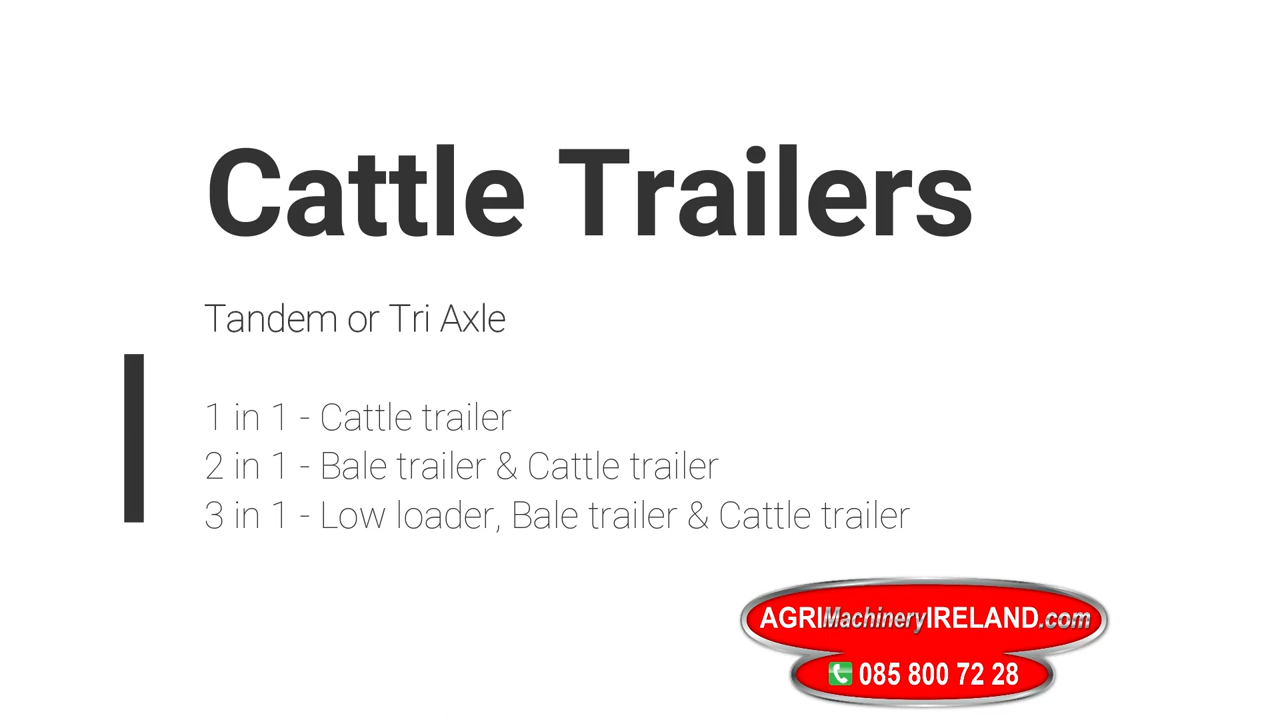 Cattle Trailers
Tandem or Tri Axle
1 in 1 - Cattle trailer
2 in 1 - Bale trailer & Cattle trailer
3 in 1 - Low loader, Bale trailer & Cattle trailer
AGRIMachineryIRELAND.com
085 800 72 28